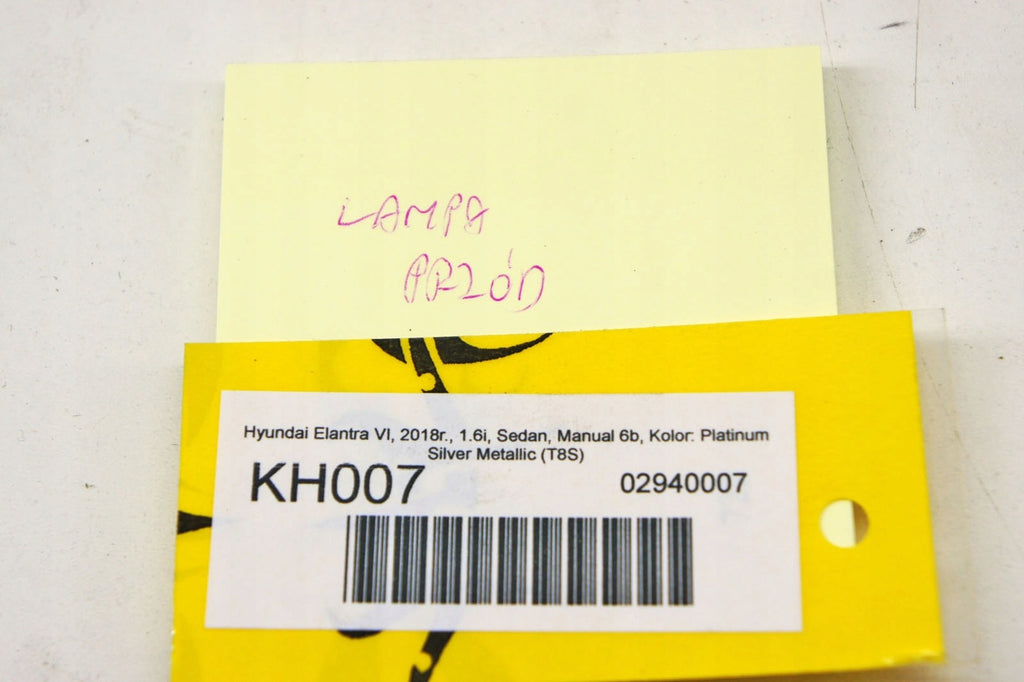 LAMPA
PRZÓD
Hyundai Elantra VI, 2018r., 1.6i, Sedan, Manual 6b, Kolor: Platinum
Silver Metallic (T8S)
KH007 02940007